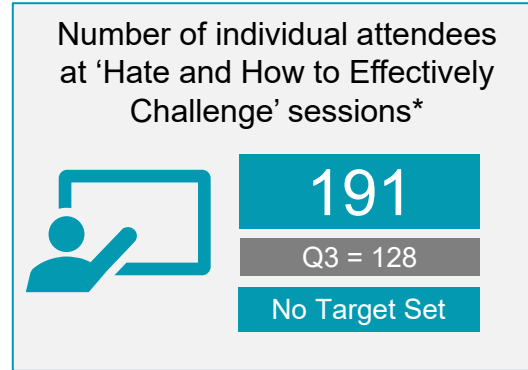 Number of individual attendees
at ‘Hate and How to Effectively
Challenge’ sessions*
191
Q3 = 128
No Target Set